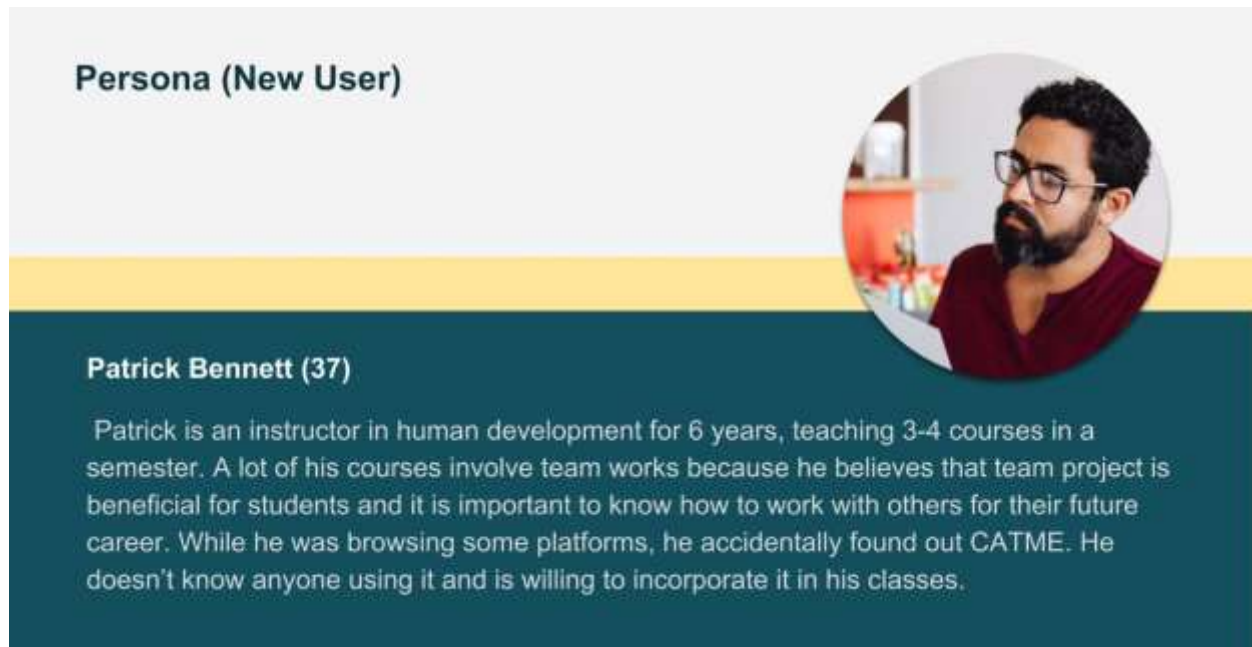 Persona (New User)
Patrick Bennett (37)
Patrick is an instructor in human development for 6 years, teaching 3-4 courses in a
semester. A lot of his courses involve team works because he believes that team project is
beneficial for students and it is important to know how to work with others for their future
career. While he was browsing some platforms, he accidentally found out CATME. He
doesn’t know anyone using it and is willing to incorporate it in his classes.